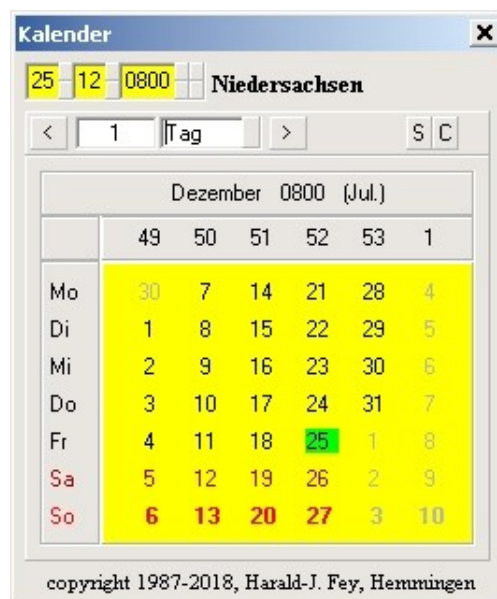 Kalender
25 12 0800 Niedersachsen
< 1 Tag > S C
Dezember 0800 (Jul.)
49 50 51 52 53 1
Mo 30 7 14 21 28 4
Di 1 8 15 22 29 5
Mi 2 9 16 23 30 6
Do 3 10 17 24 31 7
Fr 4 11 18 25 1 8
Sa 5 12 19 26 2 9
So 6 13 20 27 3 10
copyright 1987-2018, Harald-J. Fey, Hemmingen